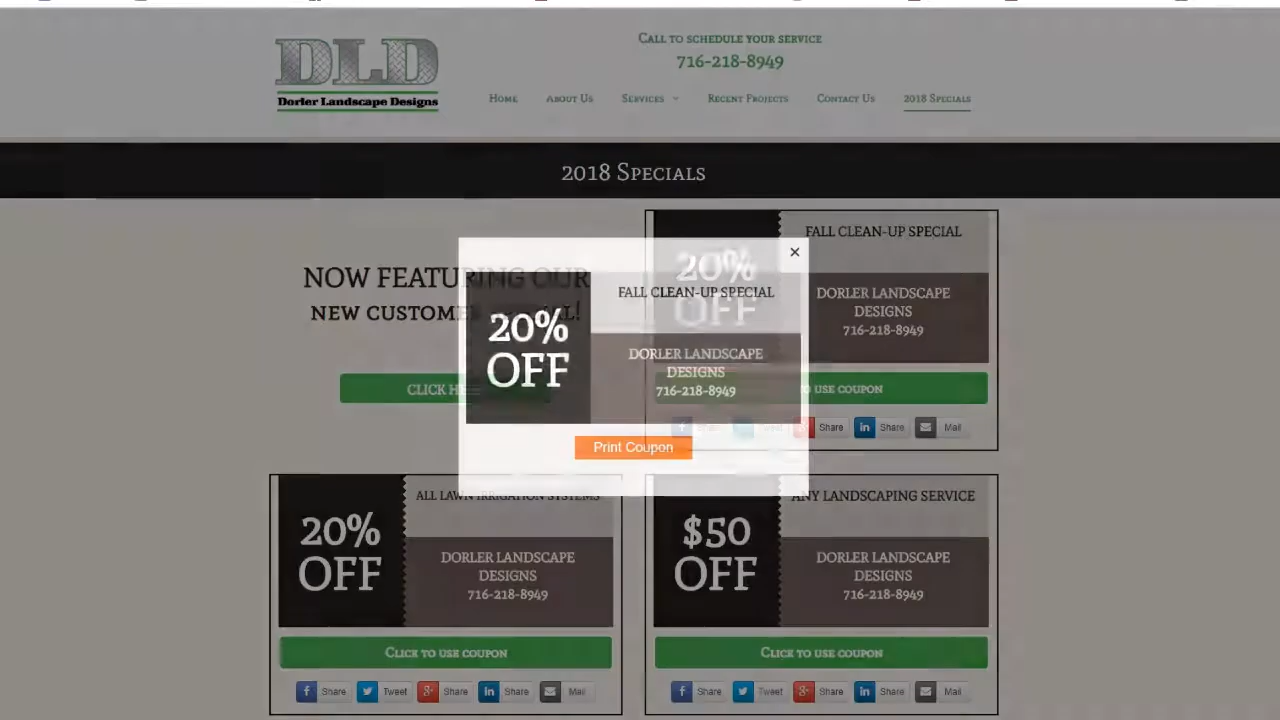 DLD
Dorler Landscape Designs
Call to schedule your service
716-218-8949
Home About Us Services Recent Projects Contact Us 2018 Specials
2018 Specials
NOW FEATURING OUR
NEW CUSTOMER
CLICK
20%
OFF
FALL CLEAN-UP SPECIAL
DORLER LANDSCAPE
DESIGNS
716-218-8949
USE COUPON
Share Tweet Share Share Mail
20%
OFF
FALL CLEAN-UP SPECIAL
DORLER LANDSCAPE
DESIGNS
716-218-8949
Print Coupon
20%
OFF
ALL LAWN IRRIGATION SYSTEMS
DORLER LANDSCAPE
DESIGNS
716-218-8949
Click to use coupon
Share Tweet Share Share Mail
$50
OFF
ANY LANDSCAPING SERVICE
DORLER LANDSCAPE
DESIGNS
716-218-8949
Click to use coupon
Share Tweet Share Share Mail